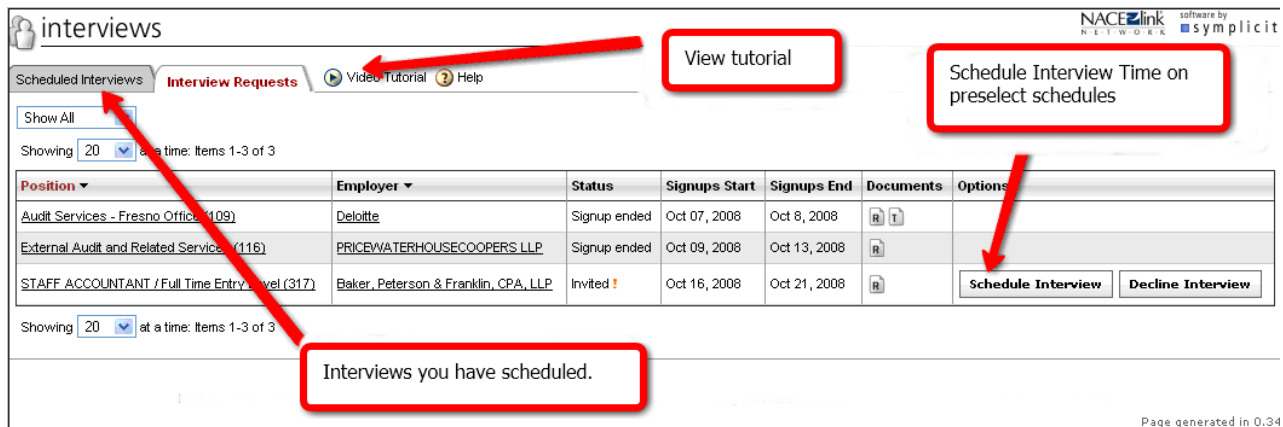 interviews
NACElink
N·E·T·W·O·R·K
software by
symplicit
View tutorial
Schedule Interview Time on
preselect schedules
Scheduled Interviews Interview Requests Video Tutorial Help
Show All
Showing 20 at a time: Items 1-3 of 3
Position Employer Status Signups Start Signups End Documents Options
Audit Services - Fresno Office (109) Deloitte Signup ended Oct 07, 2008 Oct 8, 2008 R T
External Audit and Related Services (116) PRICEWATERHOUSECOOPERS LLP Signup ended Oct 09, 2008 Oct 13, 2008 R
STAFF ACCOUNTANT / Full Time Entry Level (317) Baker, Peterson & Franklin, CPA, LLP Invited ! Oct 16, 2008 Oct 21, 2008 R Schedule Interview Decline Interview
Showing 20 at a time: Items 1-3 of 3
Interviews you have scheduled.
Page generated in 0.34